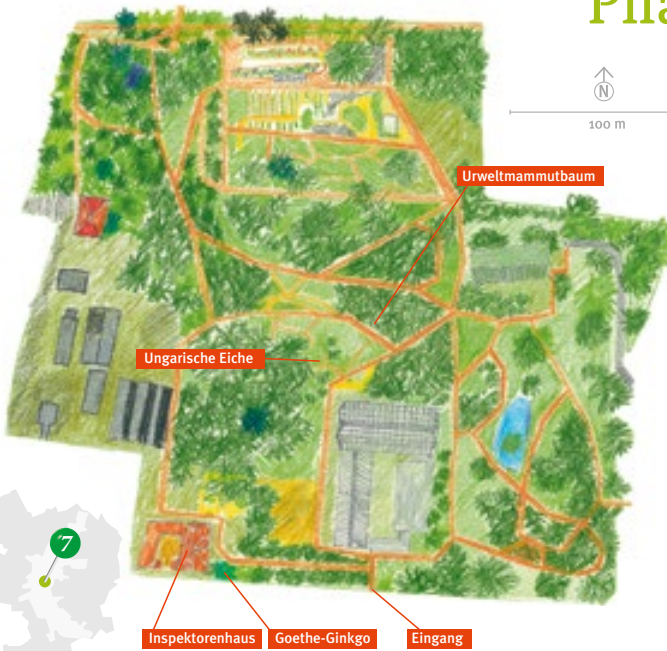 N
100 m
Urweltmammutbaum
Ungarische Eiche
7
Inspektorenhaus
Goethe-Ginkgo
Eingang